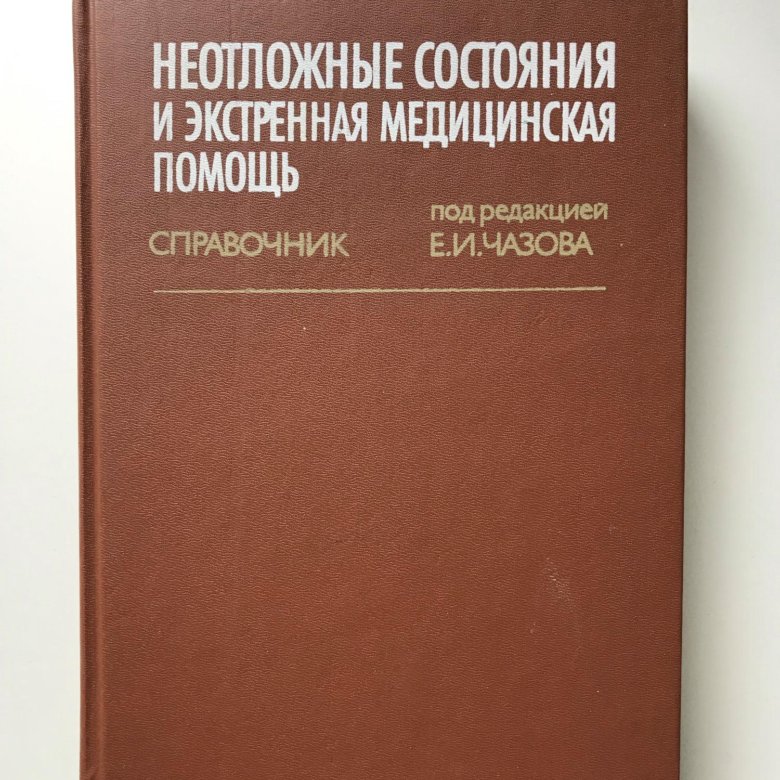 НЕОТЛОЖНЫЕ СОСТОЯНИЯ
И ЭКСТРЕННАЯ МЕДИЦИНСКАЯ
ПОМОЩЬ
СПРАВОЧНИК
под редакцией
Е.И.ЧАЗОВА